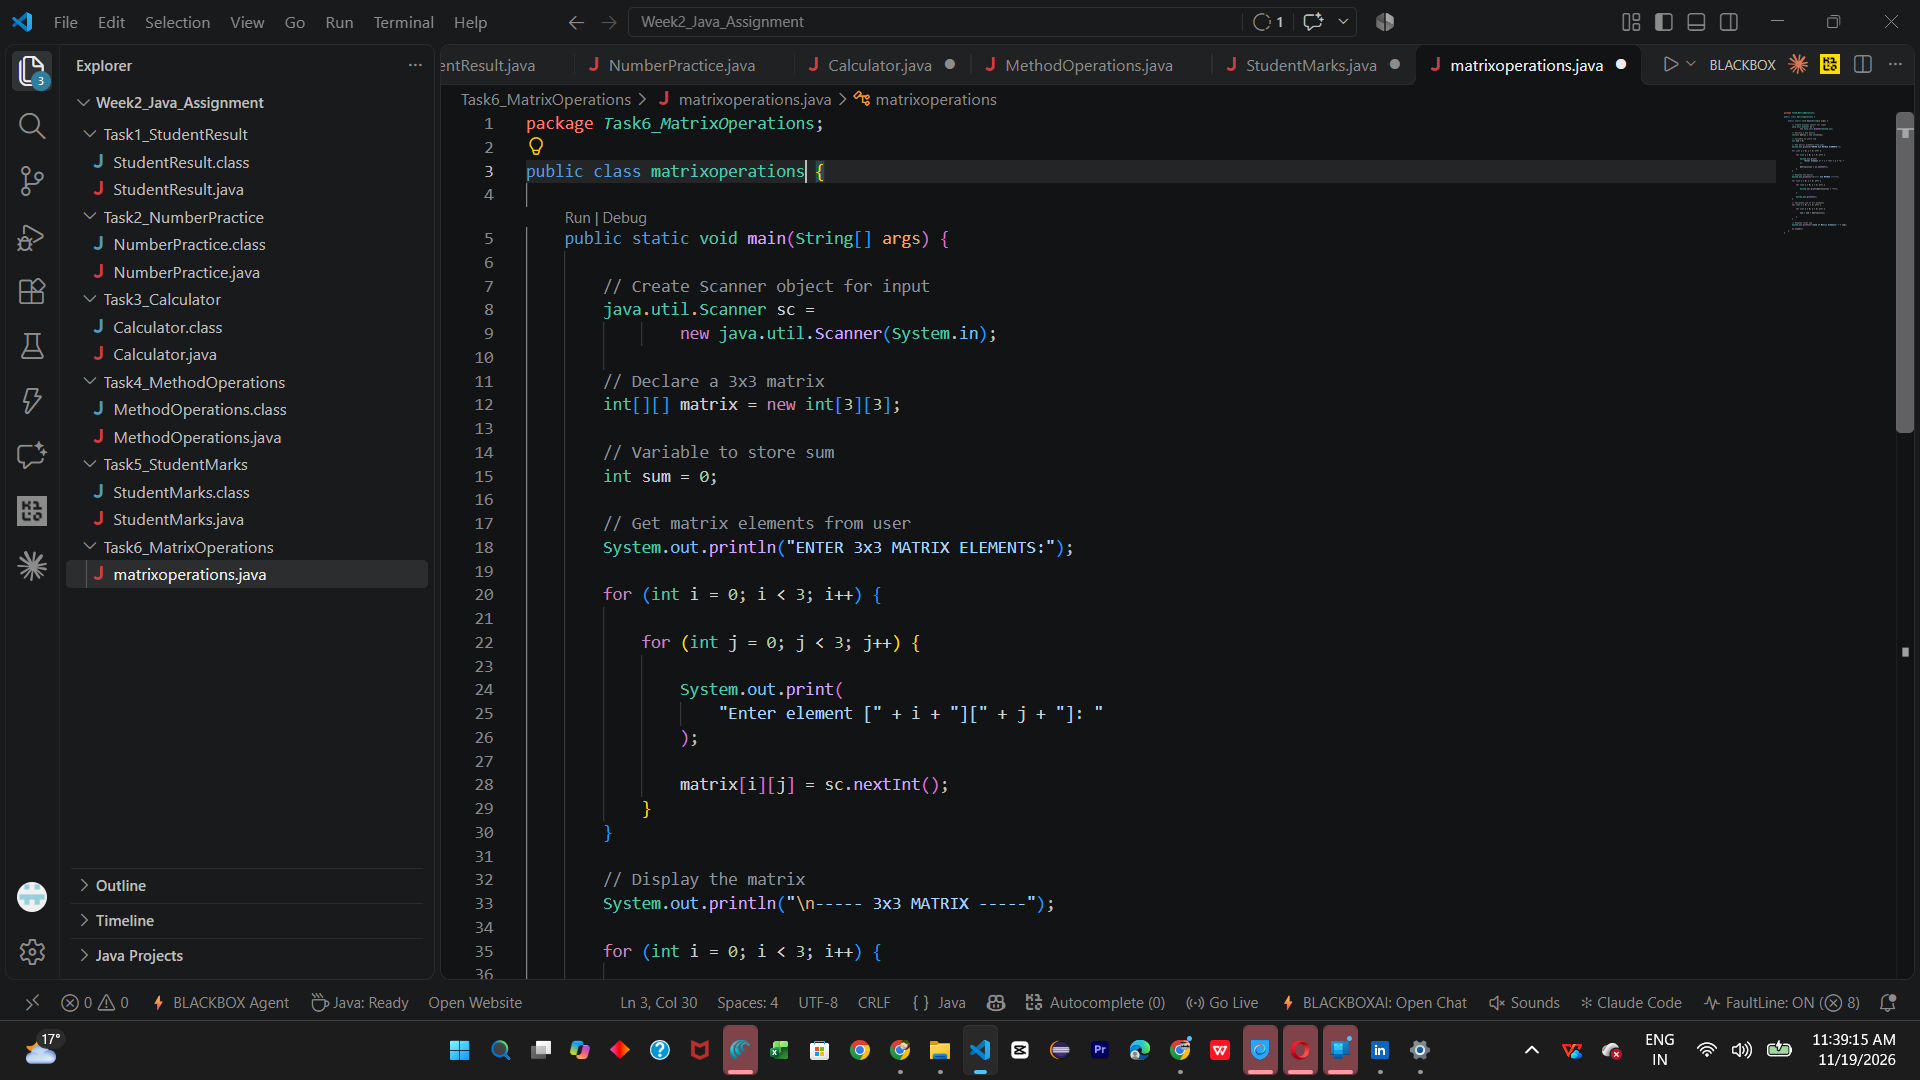 File Edit Selection View Go Run Terminal Help
Week2_Java_Assignment
1
Explorer
3
Week2_Java_Assignment
Task1_StudentResult
StudentResult.class
StudentResult.java
Task2_NumberPractice
NumberPractice.class
NumberPractice.java
Task3_Calculator
Calculator.class
Calculator.java
Task4_MethodOperations
MethodOperations.class
MethodOperations.java
Task5_StudentMarks
StudentMarks.class
StudentMarks.java
Task6_MatrixOperations
matrixoperations.java
Outline
Timeline
Java Projects
entResult.java NumberPractice.java Calculator.java MethodOperations.java StudentMarks.java matrixoperations.java BLACKBOX
Task6_MatrixOperations > matrixoperations.java > matrixoperations
1 package Task6_MatrixOperations;
2
3 public class matrixoperations {
4
Run | Debug
5 public static void main(String[] args) {
6
7 // Create Scanner object for input
8 java.util.Scanner sc =
9 new java.util.Scanner(System.in);
10
11 // Declare a 3x3 matrix
12 int[][] matrix = new int[3][3];
13
14 // Variable to store sum
15 int sum = 0;
16
17 // Get matrix elements from user
18 System.out.println("ENTER 3x3 MATRIX ELEMENTS:");
19
20 for (int i = 0; i < 3; i++) {
21
22 for (int j = 0; j < 3; j++) {
23
24 System.out.print(
25 "Enter element [" + i + "][" + j + "]: "
26 );
27
28 matrix[i][j] = sc.nextInt();
29 }
30 }
31
32 // Display the matrix
33 System.out.println("\n----- 3x3 MATRIX -----");
34
35 for (int i = 0; i < 3; i++) {
36
0 0 BLACKBOX Agent Java: Ready Open Website Ln 3, Col 30 Spaces: 4 UTF-8 CRLF { } Java Autocomplete (0) Go Live BLACKBOXAI: Open Chat Sounds Claude Code FaultLine: ON ( 8)
17°
Pr
W
in
ENG
IN
11:39:15 AM
11/19/2026